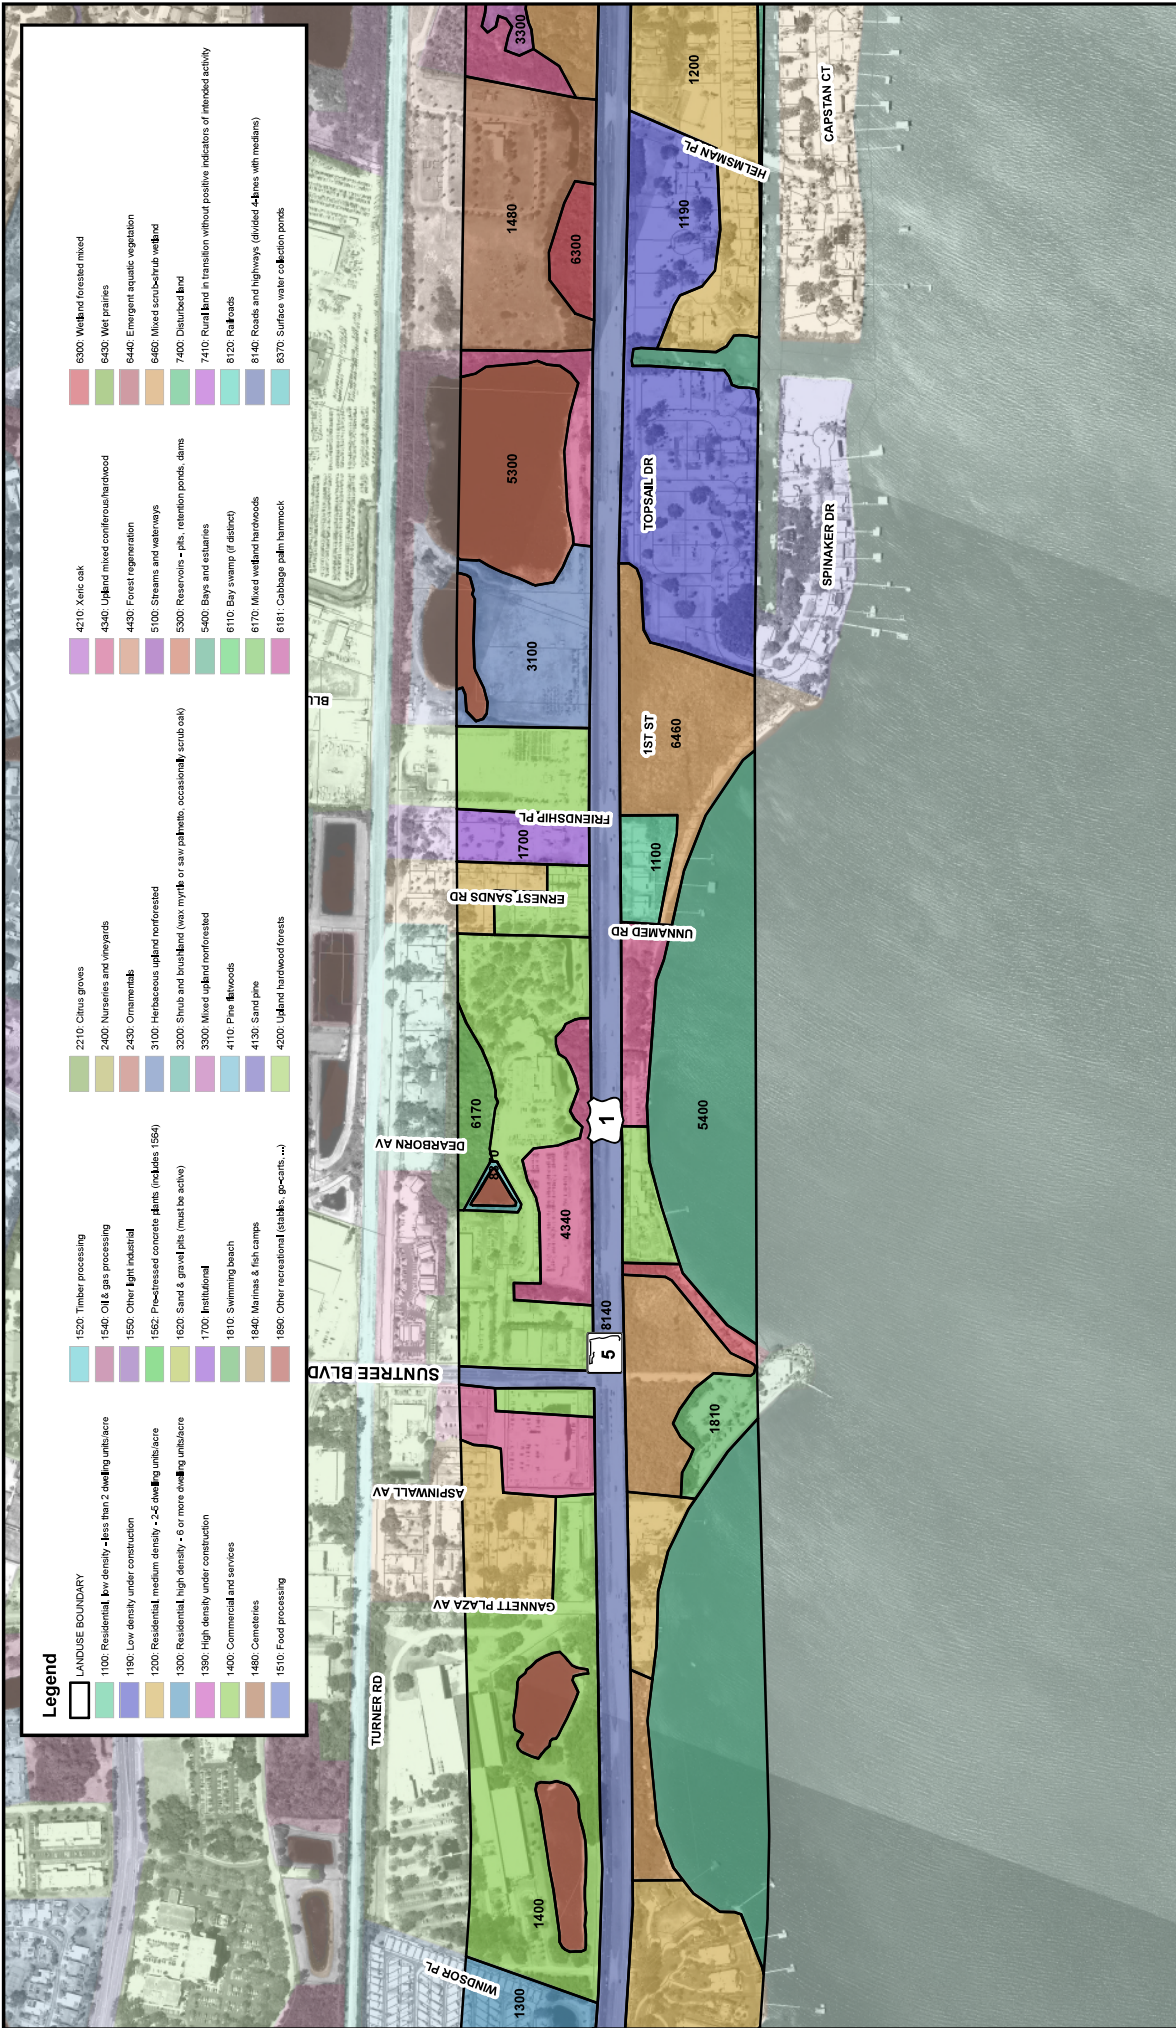 Legend
LANDUSE BOUNDARY
1100: Residential, low density - less than 2 dwelling units/acre
1190: Low density under construction
1200: Residential, medium density - 2-5 dwelling units/acre
1300: Residential, high density - 6 or more dwelling units/acre
1390: High density under construction
1400: Commercial and services
1480: Cemeteries
1510: Food processing
1520: Timber processing
1540: Oil & gas processing
1550: Other light industrial
1562: Pre-stressed concrete plants (includes 1564)
1620: Sand & gravel pits (must be active)
1700: Institutional
1810: Swimming beach
1840: Marinas & fish camps
1890: Other recreational (stables, go-carts, ...)
2210: Citrus groves
2400: Nurseries and vineyards
2430: Ornamentals
3100: Herbaceous upland nonforested
3200: Shrub and brushland (wax myrtle or saw palmetto, occasionally scrub oak)
3300: Mixed upland nonforested
4110: Pine flatwoods
4130: Sand pine
4200: Upland hardwood forests
4210: Xeric oak
4340: Upland mixed coniferous/hardwood
4430: Forest regeneration
5100: Streams and waterways
5300: Reservoirs - pits, retention ponds, dams
5400: Bays and estuaries
6110: Bay swamp (if distinct)
6170: Mixed wetland hardwoods
6181: Cabbage palm hammock
6300: Wetland forested mixed
6430: Wet prairies
6440: Emergent aquatic vegetation
6460: Mixed scrub-shrub wetland
7400: Disturbed land
7410: Rural land in transition without positive indicators of intended activity
8120: Railroads
8140: Roads and highways (divided 4-lanes with medians)
8370: Surface water collection ponds
TURNER RD
BLU
SUNTREE BLVD
WINDSOR PL
GANNETT PLAZA AV
ASPINWALL AV
DEARBORN AV
ERNEST SANDS RD
FRIENDSHIP PL
1300
1400
4340
8370
6170
1700
3100
5300
1480
6300
3300
5
8140
1
1810
5400
UNNAMED RD
1100
1ST ST
6460
TOPSAIL DR
1190
HELMSMAN PL
1200
SPINAKER DR
CAPSTAN CT